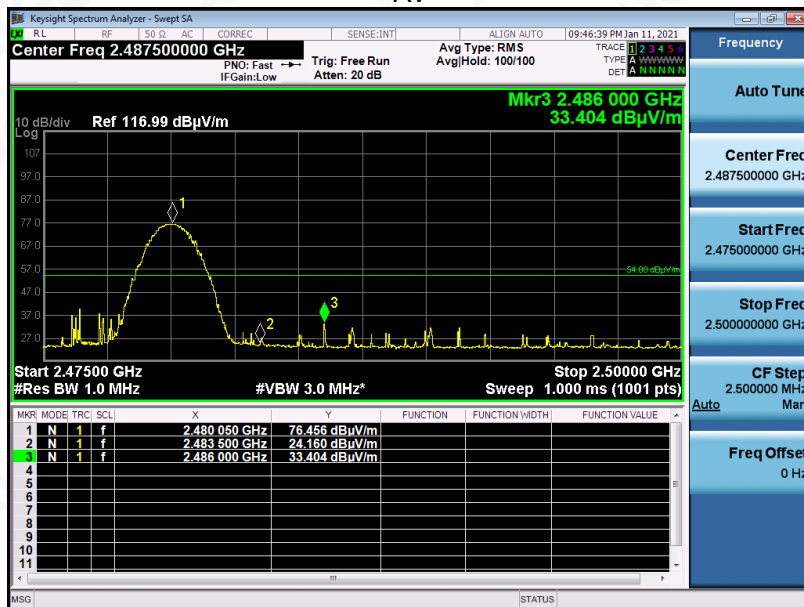 Keysight Spectrum Analyzer - Swept SA
RL RF 50 Ω AC CORREC SENSE:INT ALIGN AUTO 09:46:39 PM Jan 11, 2021
Center Freq 2.487500000 GHz
PNO: Fast
IFGain:Low
Trig: Free Run
Atten: 20 dB
Avg Type: RMS
Avg|Hold: 100/100
TRACE 1 2 3 4 5 6
TYPE A WWWWW
DET A N N N N N
Mkr3 2.486 000 GHz
33.404 dBµV/m
10 dB/div Ref 116.99 dBµV/m
Log
107
97.0
87.0
77.0
67.0
57.0
47.0
37.0
27.0
1
2
3
54.00 dBµV/m
Start 2.47500 GHz Stop 2.50000 GHz
#Res BW 1.0 MHz #VBW 3.0 MHz* Sweep 1.000 ms (1001 pts)
MKR MODE TRC SCL X Y FUNCTION FUNCTION WIDTH FUNCTION VALUE
1 N 1 f 2.480 050 GHz 76.456 dBµV/m
2 N 1 f 2.483 500 GHz 24.160 dBµV/m
3 N 1 f 2.486 000 GHz 33.404 dBµV/m
4
5
6
7
8
9
10
11
MSG STATUS
Frequency
Auto Tune
Center Freq
2.487500000 GHz
Start Freq
2.475000000 GHz
Stop Freq
2.500000000 GHz
CF Step
2.500000 MHz
Auto Man
Freq Offset
0 Hz